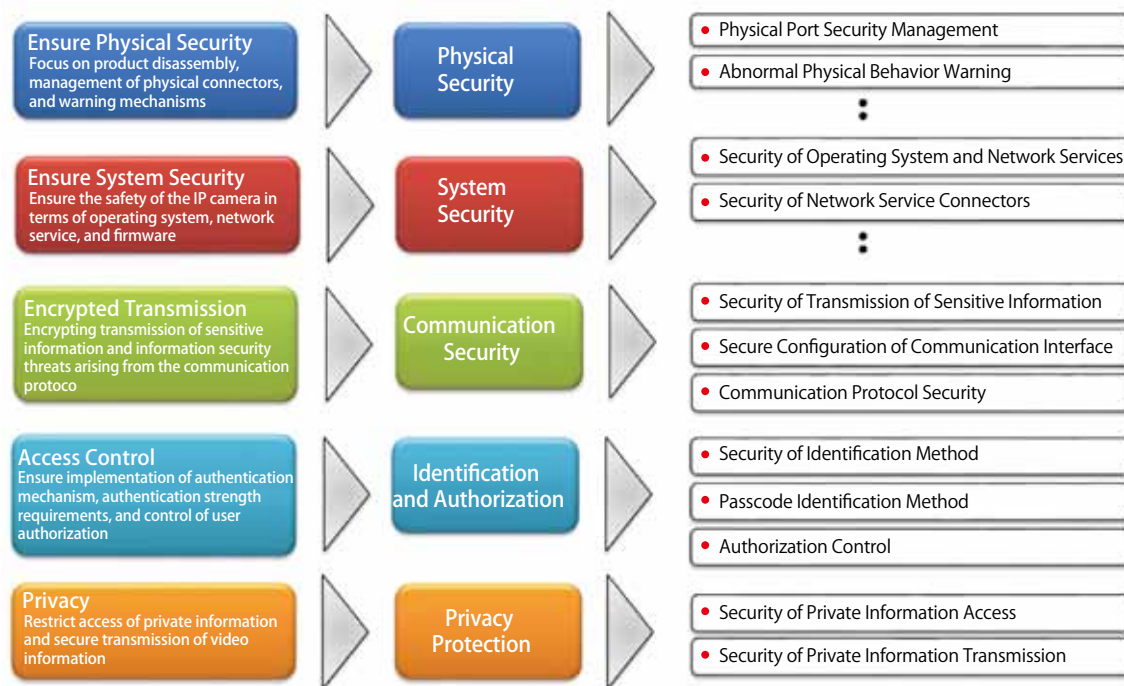 Ensure Physical Security
Focus on product disassembly,
management of physical connectors,
and warning mechanisms
Physical
Security
• Physical Port Security Management
• Abnormal Physical Behavior Warning
Ensure System Security
Ensure the safety of the IP camera in
terms of operating system, network
service, and firmware
System
Security
• Security of Operating System and Network Services
• Security of Network Service Connectors
Encrypted Transmission
Encrypting transmission of sensitive
information and information security
threats arising from the communication
protoco
Communication
Security
• Security of Transmission of Sensitive Information
• Secure Configuration of Communication Interface
• Communication Protocol Security
Access Control
Ensure implementation of authentication
mechanism, authentication strength
requirements, and control of user
authorization
Identification
and Authorization
• Security of Identification Method
• Passcode Identification Method
• Authorization Control
Privacy
Restrict access of private information
and secure transmission of video
information
Privacy
Protection
• Security of Private Information Access
• Security of Private Information Transmission